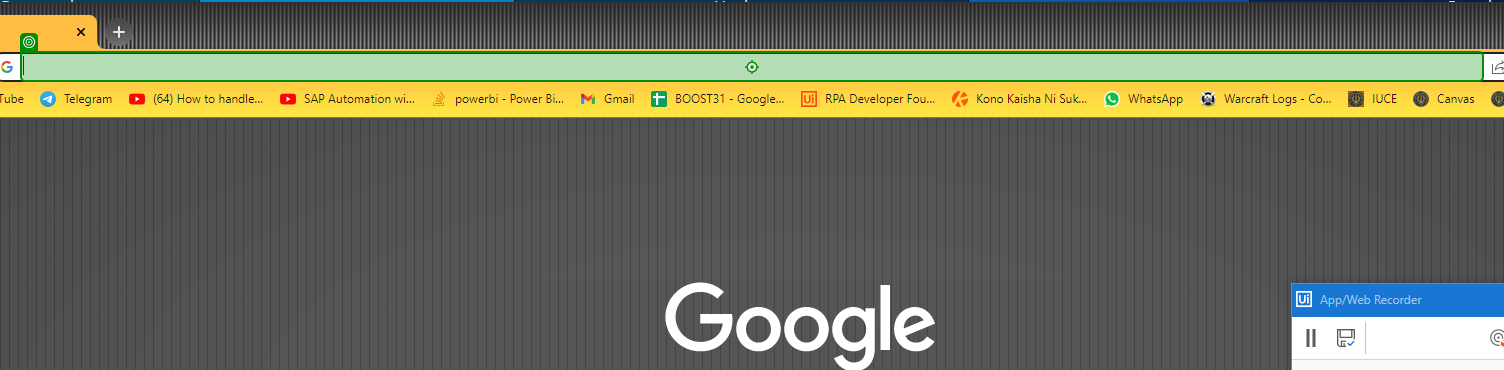 Tube Telegram (64) How to handle... SAP Automation wi... powerbi - Power Bi... Gmail BOOST31 - Google... RPA Developer Fou... Kono Kaisha Ni Suk... WhatsApp Warcraft Logs - Co... IUCE Canvas
Google
Ui App/Web Recorder